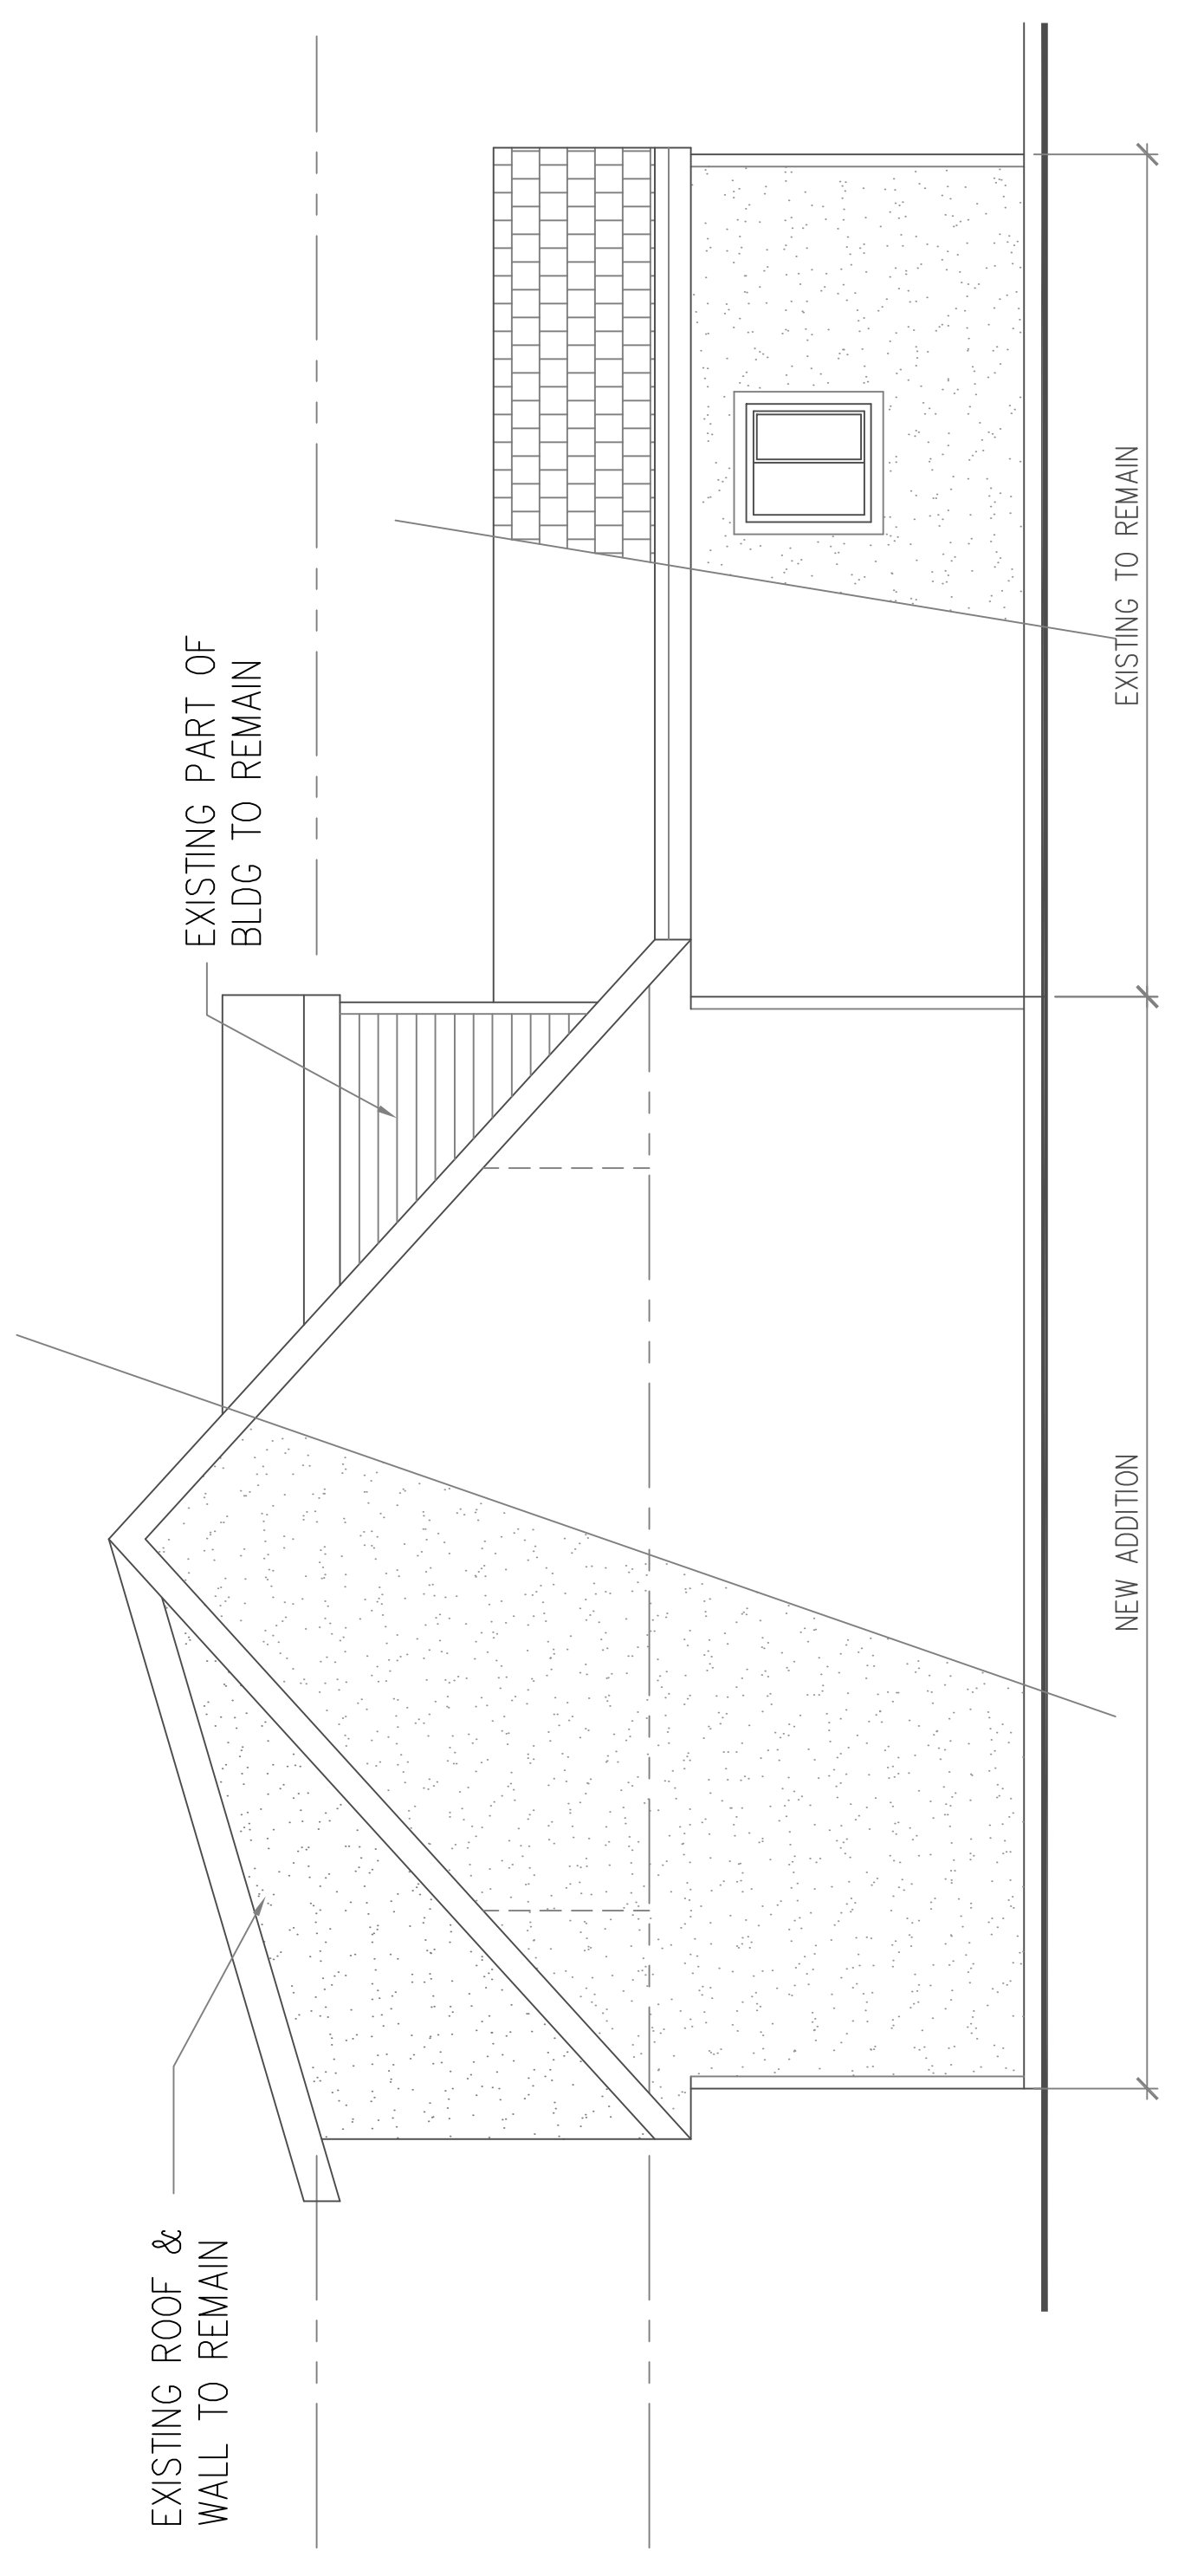 EXISTING ROOF &
WALL TO REMAIN
EXISTING PART OF
BLDG TO REMAIN
NEW ADDITION
EXISTING TO REMAIN